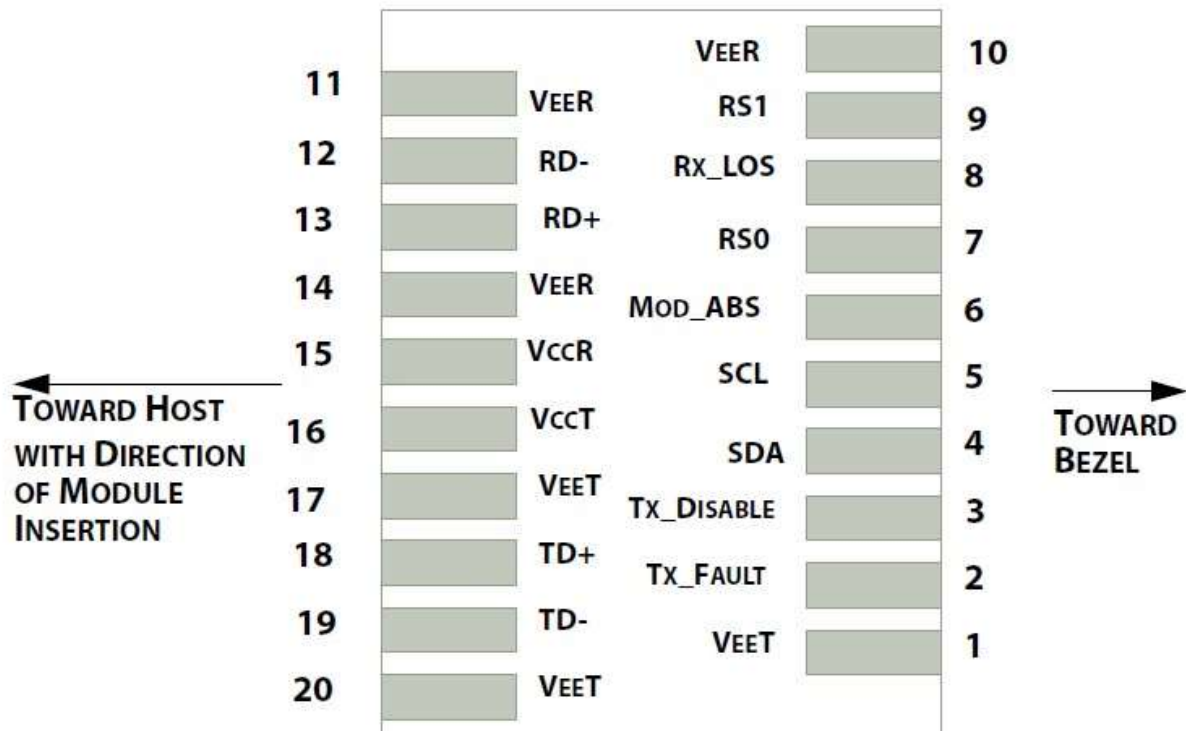 VEER 10
11 VEER
RS1 9
12 RD-
RX_LOS 8
13 RD+
RS0 7
14 VEER
MOD_ABS 6
15 VCCR
SCL 5
TOWARD HOST
WITH DIRECTION
OF MODULE
INSERTION
TOWARD
BEZEL
16 VCCT
SDA 4
17 VEET
TX_DISABLE 3
18 TD+
TX_FAULT 2
19 TD-
VEET 1
20 VEET